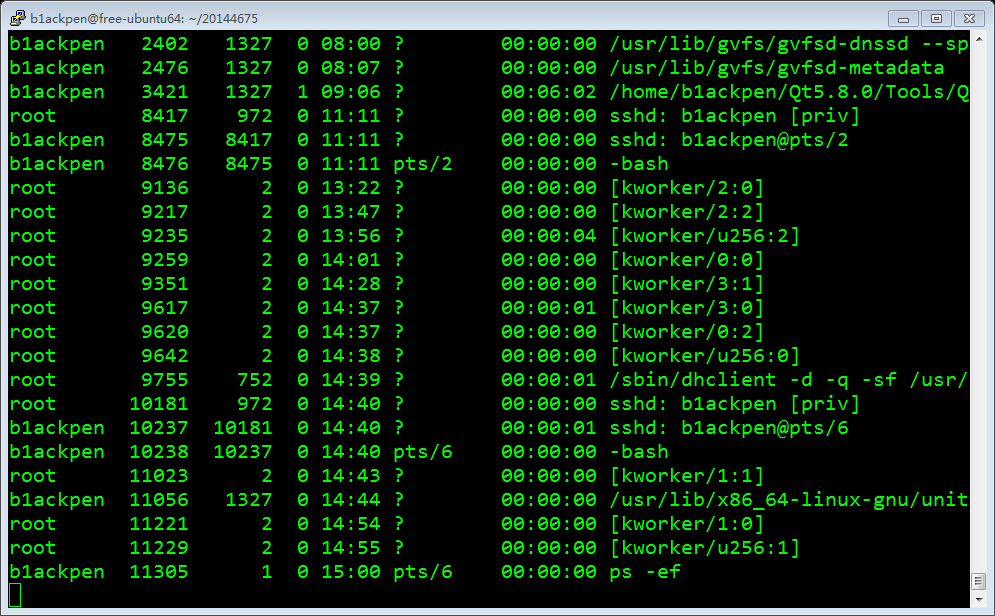 b1ackpen@free-ubuntu64: ~/20144675
b1ackpen   2402   1327  0 08:00 ?        00:00:00 /usr/lib/gvfs/gvfsd-dnssd --sp
b1ackpen   2476   1327  0 08:07 ?        00:00:00 /usr/lib/gvfs/gvfsd-metadata
b1ackpen   3421   1327  1 09:06 ?        00:06:02 /home/b1ackpen/Qt5.8.0/Tools/Q
root       8417    972  0 11:11 ?        00:00:00 sshd: b1ackpen [priv]
b1ackpen   8475   8417  0 11:11 ?        00:00:00 sshd: b1ackpen@pts/2
b1ackpen   8476   8475  0 11:11 pts/2    00:00:00 -bash
root       9136      2  0 13:22 ?        00:00:00 [kworker/2:0]
root       9217      2  0 13:47 ?        00:00:00 [kworker/2:2]
root       9235      2  0 13:56 ?        00:00:04 [kworker/u256:2]
root       9259      2  0 14:01 ?        00:00:00 [kworker/0:0]
root       9351      2  0 14:28 ?        00:00:00 [kworker/3:1]
root       9617      2  0 14:37 ?        00:00:01 [kworker/3:0]
root       9620      2  0 14:37 ?        00:00:00 [kworker/0:2]
root       9642      2  0 14:38 ?        00:00:00 [kworker/u256:0]
root       9755    752  0 14:39 ?        00:00:01 /sbin/dhclient -d -q -sf /usr/
root      10181    972  0 14:40 ?        00:00:00 sshd: b1ackpen [priv]
b1ackpen  10237  10181  0 14:40 ?        00:00:01 sshd: b1ackpen@pts/6
b1ackpen  10238  10237  0 14:40 pts/6    00:00:00 -bash
root      11023      2  0 14:43 ?        00:00:00 [kworker/1:1]
b1ackpen  11056   1327  0 14:44 ?        00:00:00 /usr/lib/x86_64-linux-gnu/unit
root      11221      2  0 14:54 ?        00:00:00 [kworker/1:0]
root      11229      2  0 14:55 ?        00:00:00 [kworker/u256:1]
b1ackpen  11305      1  0 15:00 pts/6    00:00:00 ps -ef